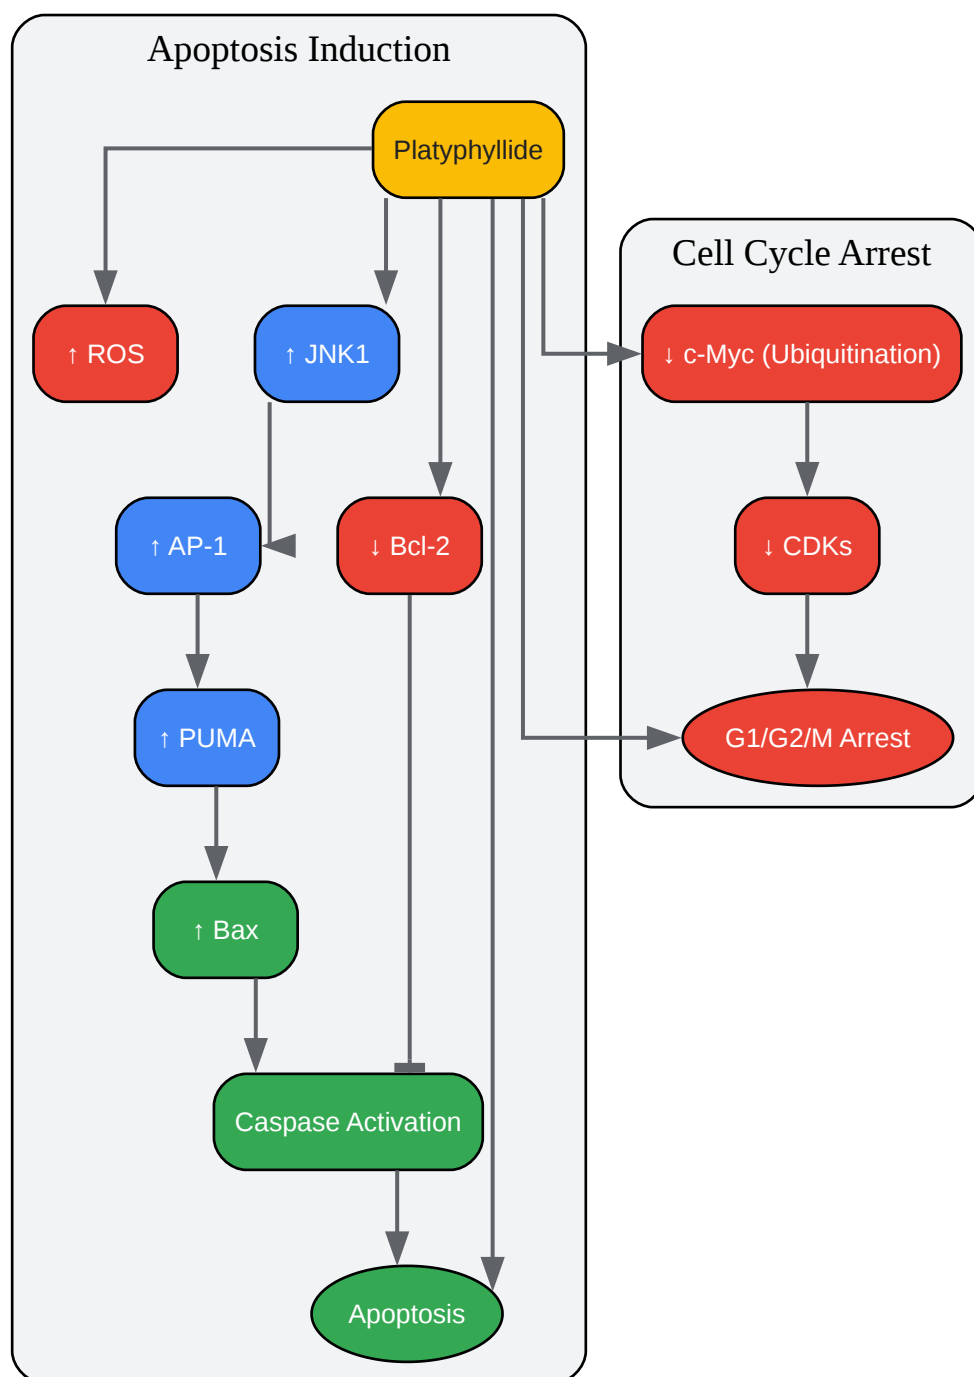 Apoptosis Induction
Platyphyllide
Cell Cycle Arrest
↑ ROS
↑ JNK1
↓ c-Myc (Ubiquitination)
↑ AP-1
↓ Bcl-2
↓ CDKs
↑ PUMA
G1/G2/M Arrest
↑ Bax
Caspase Activation
Apoptosis